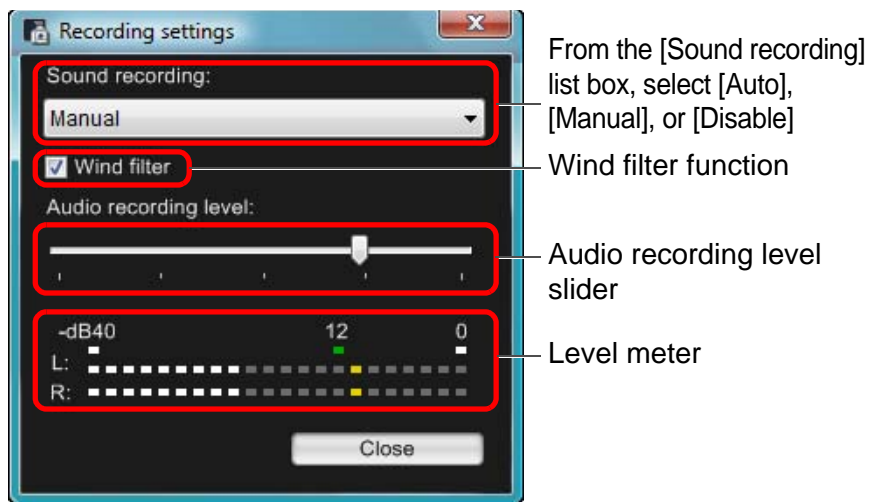 Recording settings
Sound recording:
Manual
Wind filter
Audio recording level:
-dB40 12 0
L:
R:
Close
From the [Sound recording]
list box, select [Auto],
[Manual], or [Disable]
Wind filter function
Audio recording level
slider
Level meter